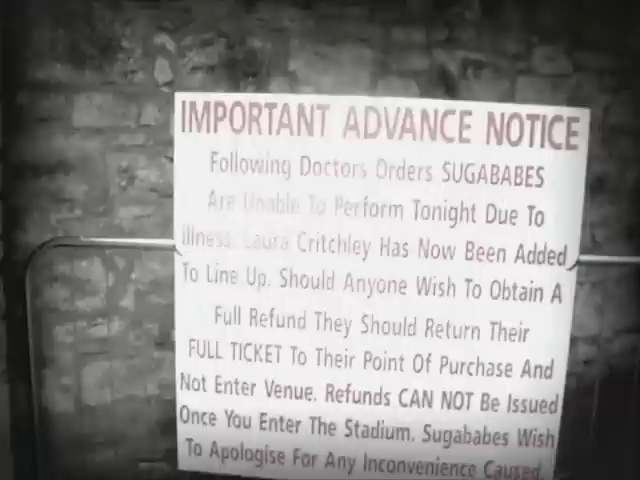 IMPORTANT ADVANCE NOTICE
Following Doctors Orders SUGABABES
Are Unable To Perform Tonight Due To
illness. Laura Critchley Has Now Been Added
To Line Up. Should Anyone Wish To Obtain A
Full Refund They Should Return Their
FULL TICKET To Their Point Of Purchase And
Not Enter Venue. Refunds CAN NOT Be Issued
Once You Enter The Stadium. Sugababes Wish
To Apologise For Any Inconvenience Caused.